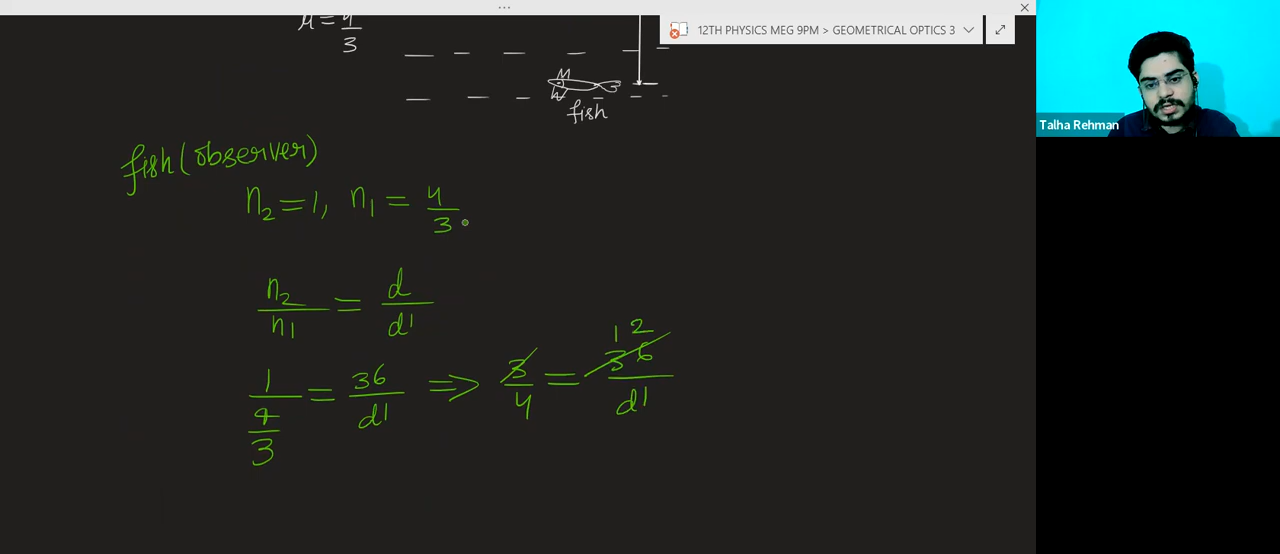 μ = 4/3
12TH PHYSICS MEG 9PM > GEOMETRICAL OPTICS 3
fish
Talha Rehman
fish (observer)
n₂ = 1, n₁ = 4/3
n₂/n₁ = d/d'
1/(4/3) = 36/d' ⇒ 3/4 = 36/d'
12